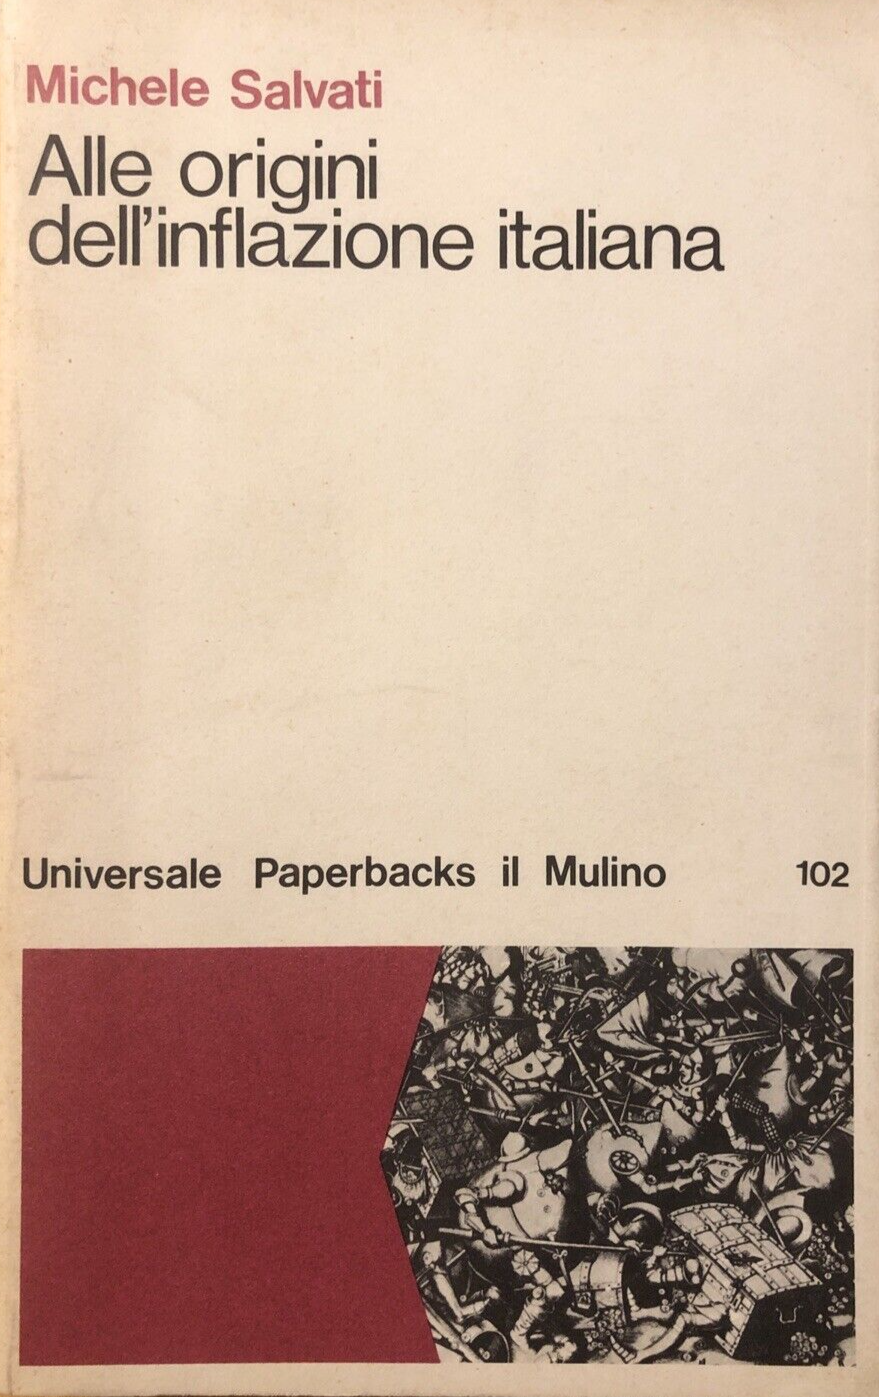 Michele Salvati
Alle origini
dell'inflazione italiana
Universale Paperbacks il Mulino 102